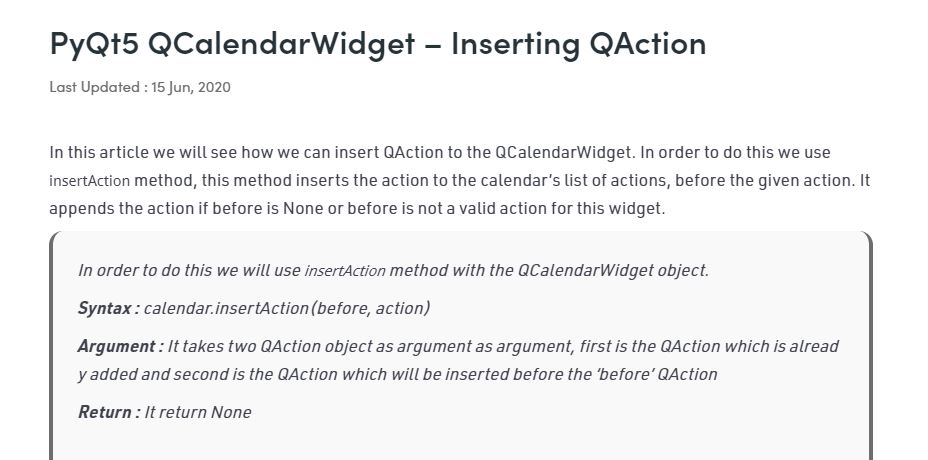 PyQt5 QCalendarWidget – Inserting QAction
Last Updated : 15 Jun, 2020
In this article we will see how we can insert QAction to the QCalendarWidget. In order to do this we use
insertAction method, this method inserts the action to the calendar’s list of actions, before the given action. It
appends the action if before is None or before is not a valid action for this widget.
In order to do this we will use insertAction method with the QCalendarWidget object.
Syntax : calendar.insertAction(before, action)
Argument : It takes two QAction object as argument as argument, first is the QAction which is alread
y added and second is the QAction which will be inserted before the ‘before’ QAction
Return : It return None